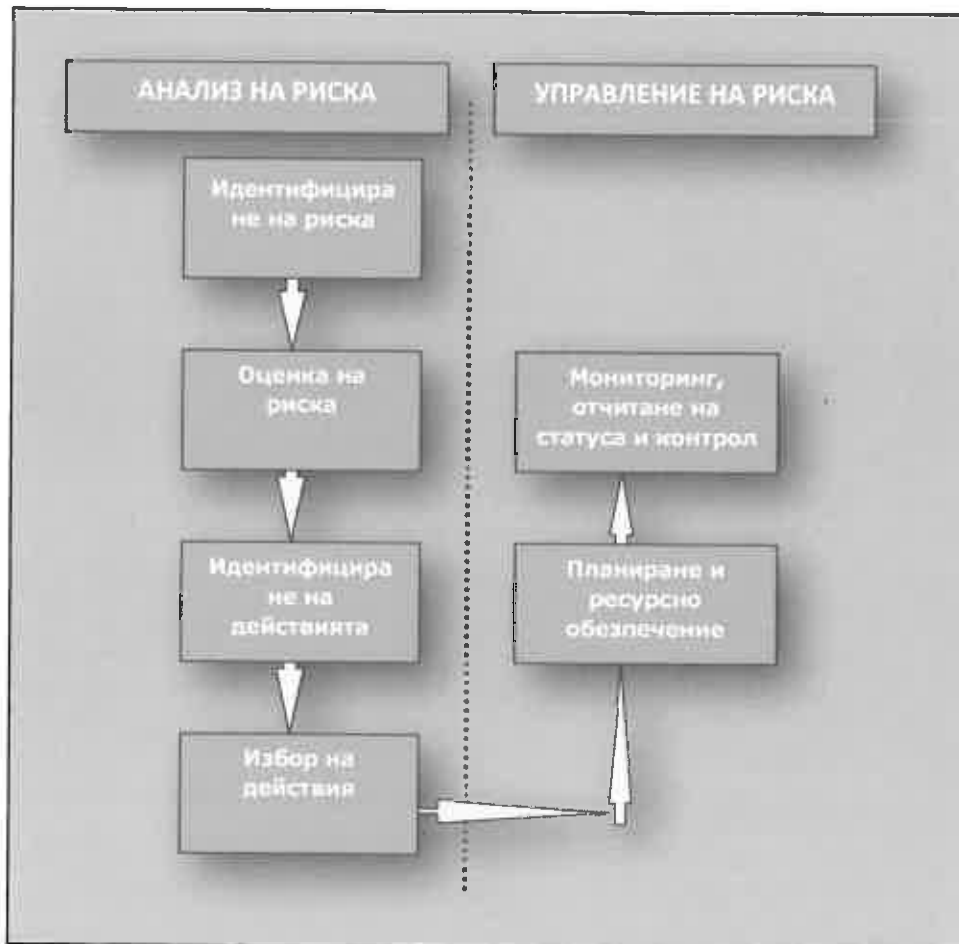 АНАЛИЗ НА РИСКА
УПРАВЛЕНИЕ НА РИСКА
Идентифицира
не на риска
Оценка на
риска
Идентифицира
не на
действията
Избор на
действия
Мониторинг,
отчитане на
статуса и контрол
Планиране и
ресурсно
обезпечение